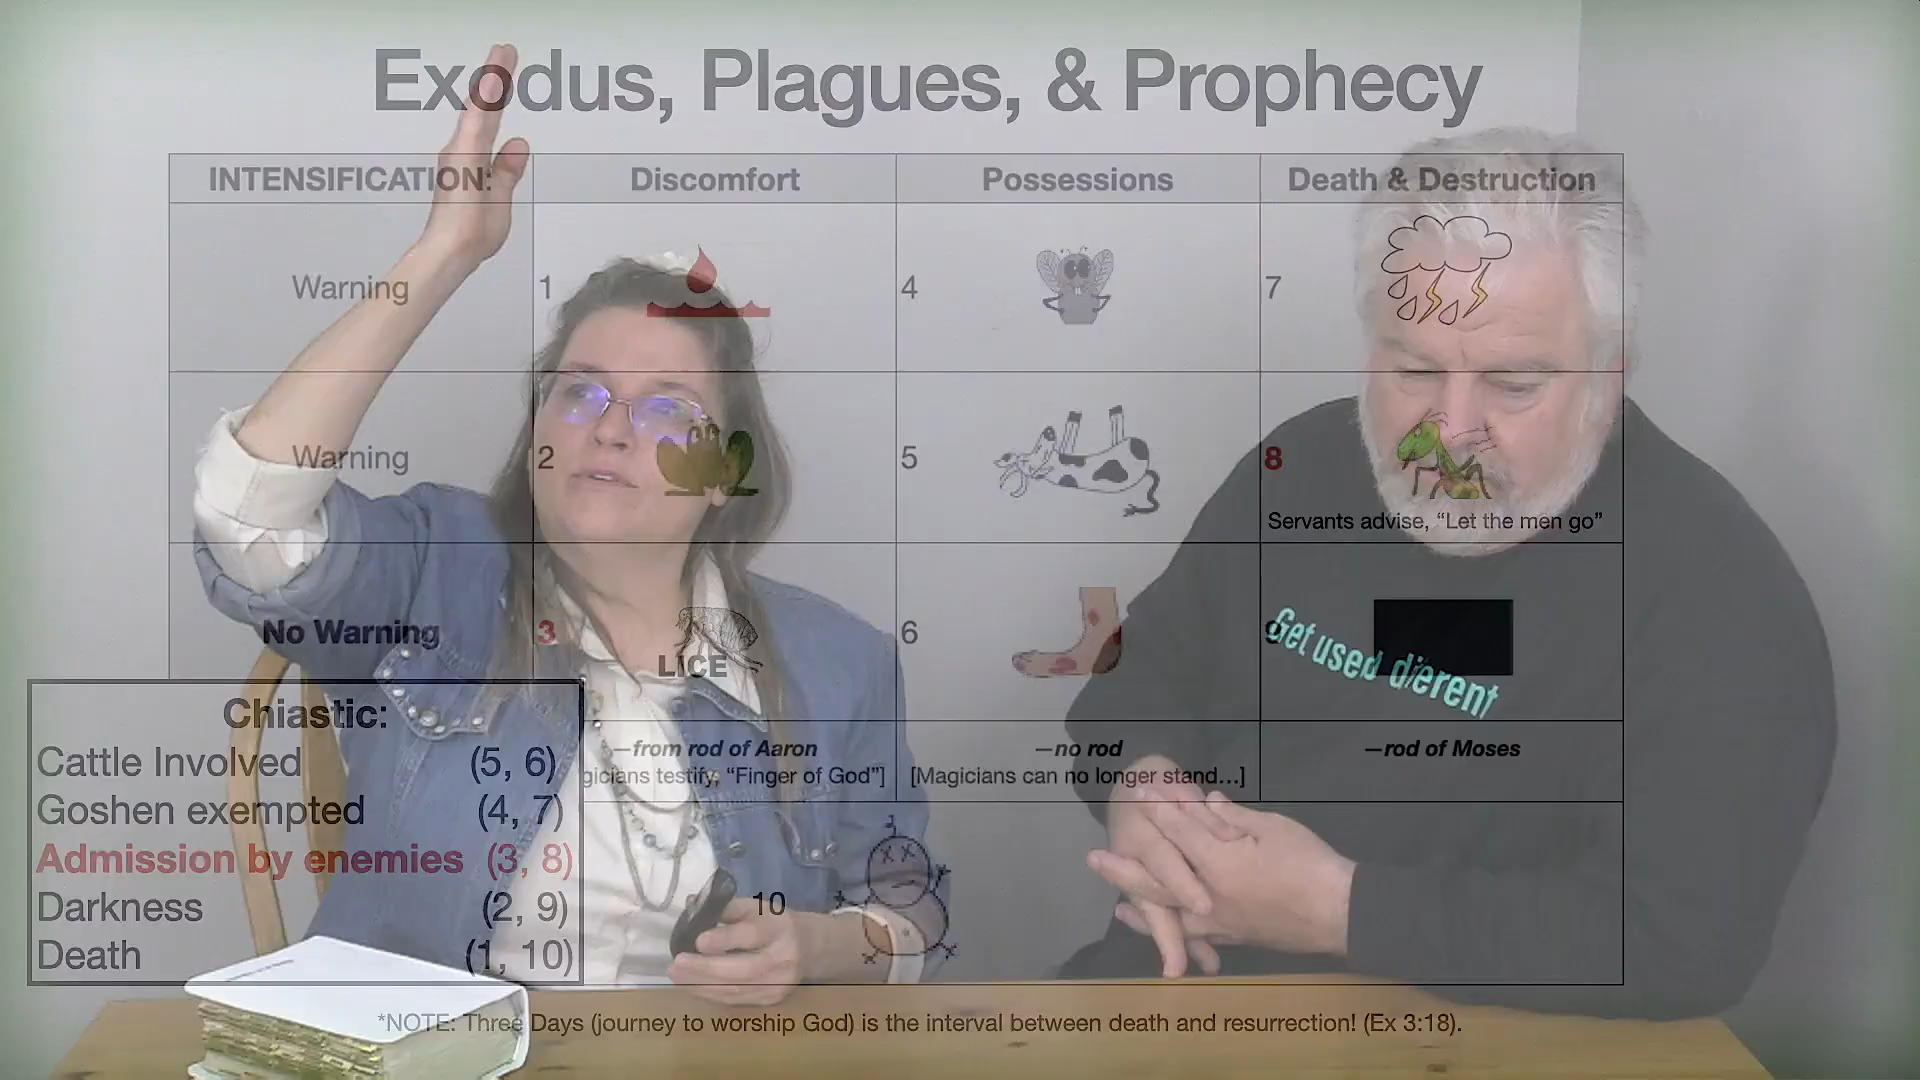 Exodus, Plagues, & Prophecy
INTENSIFICATION: Discomfort Possessions Death & Destruction
Warning 1 4 7
Warning 2 5 8
Servants advise, “Let the men go”
No Warning 3 6 9
LICE
Get used
dierent
Chiastic:
Cattle Involved (5, 6)
Goshen exempted (4, 7)
Admission by enemies (3, 8)
Darkness (2, 9)
Death (1, 10)
—from rod of Aaron —no rod —rod of Moses
gicians testify, “Finger of God”] [Magicians can no longer stand…]
10
*NOTE: Three Days (journey to worship God) is the interval between death and resurrection! (Ex 3:18).